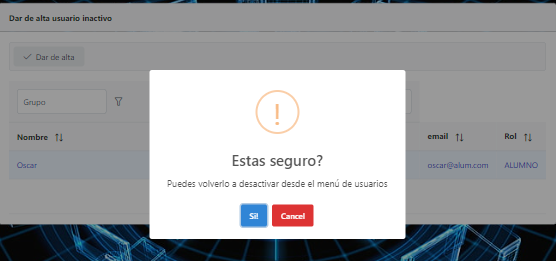 Dar de alta usuario inactivo
Dar de alta
Grupo
Nombre
email
Rol
Oscar
oscar@alum.com
ALUMNO
Estas seguro?
Puedes volverlo a desactivar desde el menú de usuarios
Si!
Cancel